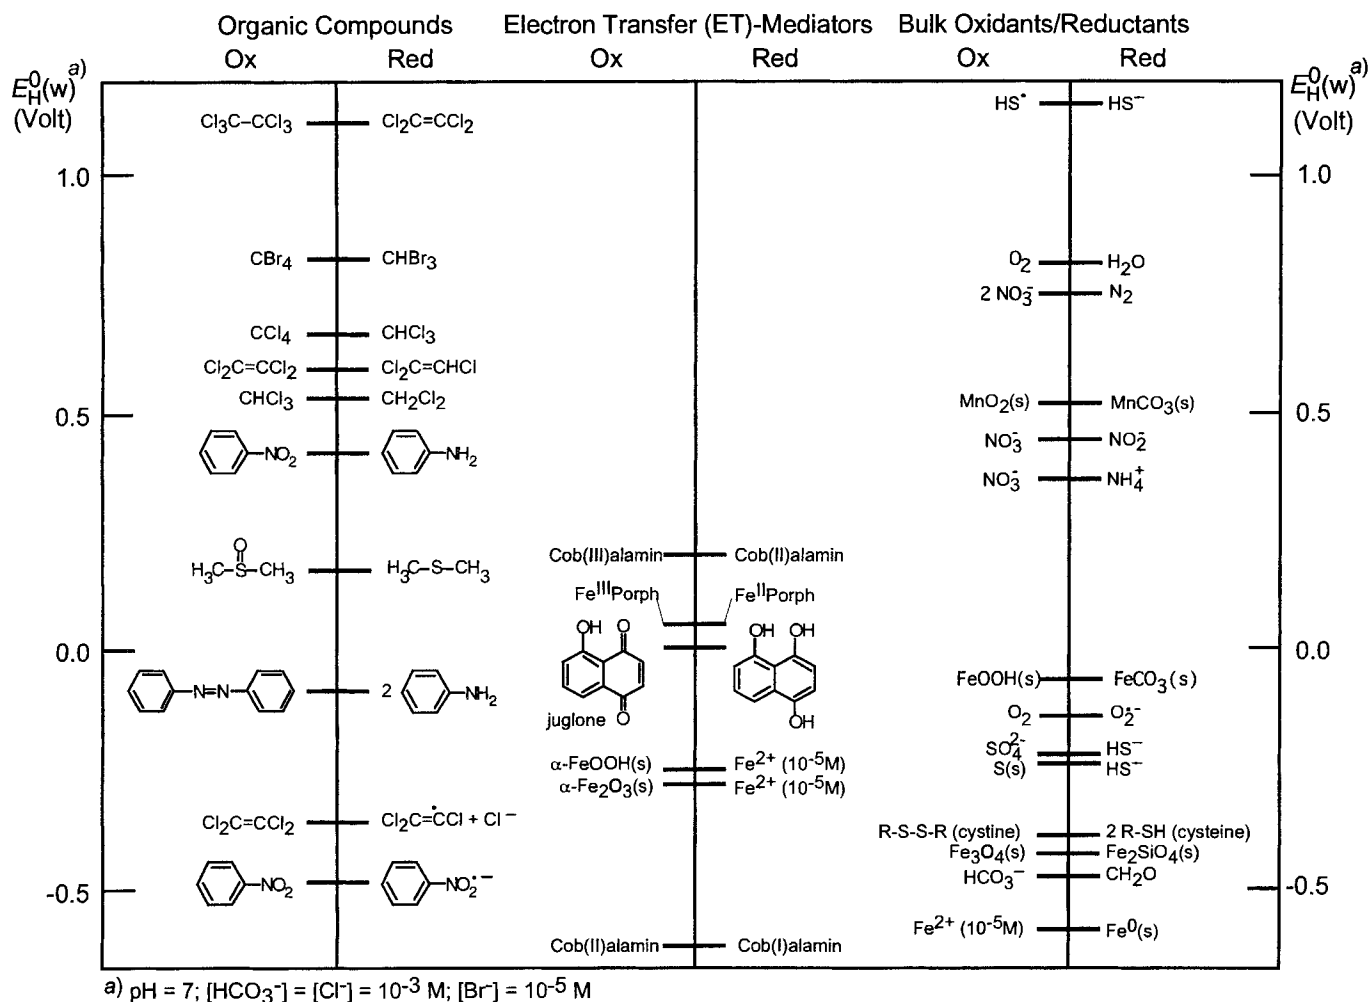 Organic Compounds Electron Transfer (ET)-Mediators Bulk Oxidants/Reductants
Ox Red Ox Red Ox Red
E⁰H(w)a) E⁰H(w)a)
(Volt) (Volt)
HS• HS⁻
Cl3C–CCl3 Cl2C=CCl2
1.0 1.0
CBr4 CHBr3
O2 H2O
2 NO3⁻ N2
CCl4 CHCl3
Cl2C=CCl2 Cl2C=CHCl
CHCl3 CH2Cl2
MnO2(s) MnCO3(s)
0.5 0.5
NO3⁻ NO2⁻
NO2 NH2
NO3⁻ NH4⁺
Cob(III)alamin Cob(II)alamin
O
H3C–S–CH3 H3C–S–CH3
FeIIIPorph FeIIPorph
OH O OH OH
0.0 0.0
FeOOH(s) FeCO3(s)
N=N 2 NH2
juglone O OH
O2 O2•⁻
SO4²⁻ HS⁻
S(s) HS⁻
α-FeOOH(s) Fe²⁺ (10⁻⁵M)
α-Fe2O3(s) Fe²⁺ (10⁻⁵M)
Cl2C=CCl2 Cl2C=ĊCl + Cl⁻
R-S-S-R (cystine) 2 R-SH (cysteine)
Fe3O4(s) Fe2SiO4(s)
HCO3⁻ CH2O
NO2 NO2•⁻
-0.5 -0.5
Fe²⁺ (10⁻⁵M) Fe⁰(s)
Cob(II)alamin Cob(I)alamin
a) pH = 7; [HCO3⁻] = [Cl⁻] = 10⁻³ M; [Br⁻] = 10⁻⁵ M